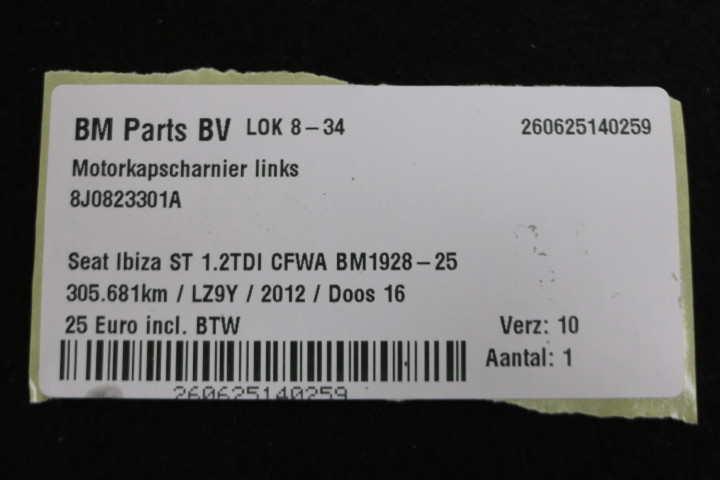 BM Parts BV LOK 8-34 260625140259
Motorkapscharnier links
8J0823301A
Seat Ibiza ST 1.2TDI CFWA BM1928-25
305.681km / LZ9Y / 2012 / Doos 16
25 Euro incl. BTW Verz: 10
Aantal: 1
260625140259